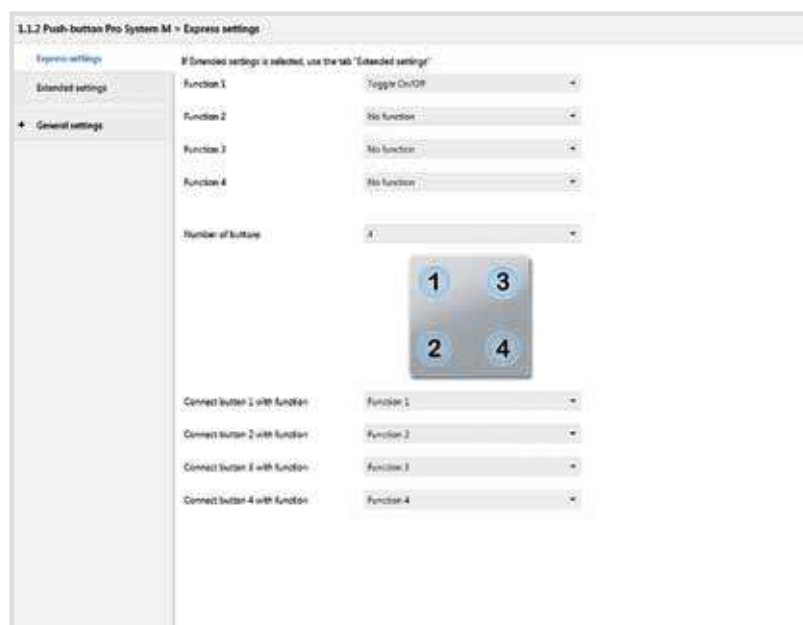 1.1.2 Push-button Pro System M > Express settings
Express settings
Extended settings
+ General settings
If Extended settings is selected, use the tab "Extended settings"
Function 1 Toggle On/Off
Function 2 No function
Function 3 No function
Function 4 No function
Number of buttons 4
1 3
2 4
Connect button 1 with function Function 1
Connect button 2 with function Function 2
Connect button 3 with function Function 3
Connect button 4 with function Function 4